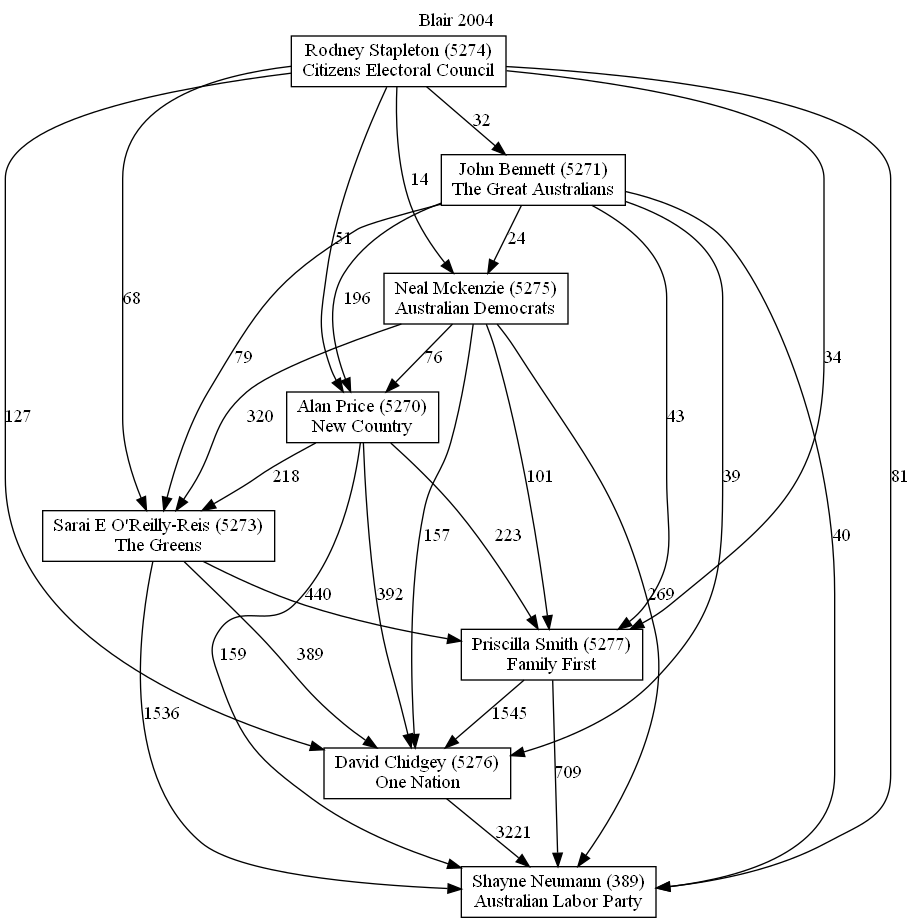 Blair 2004
Rodney Stapleton (5274)
Citizens Electoral Council
32
John Bennett (5271)
The Great Australians
14
51
24
68
196
Neal Mckenzie (5275)
Australian Democrats
79
76
34
127
320
Alan Price (5270)
New Country
43
218
101
39
81
Sarai E O'Reilly-Reis (5273)
The Greens
157
223
40
440
392
269
159
389
Priscilla Smith (5277)
Family First
1536
1545
David Chidgey (5276)
One Nation
709
3221
Shayne Neumann (389)
Australian Labor Party